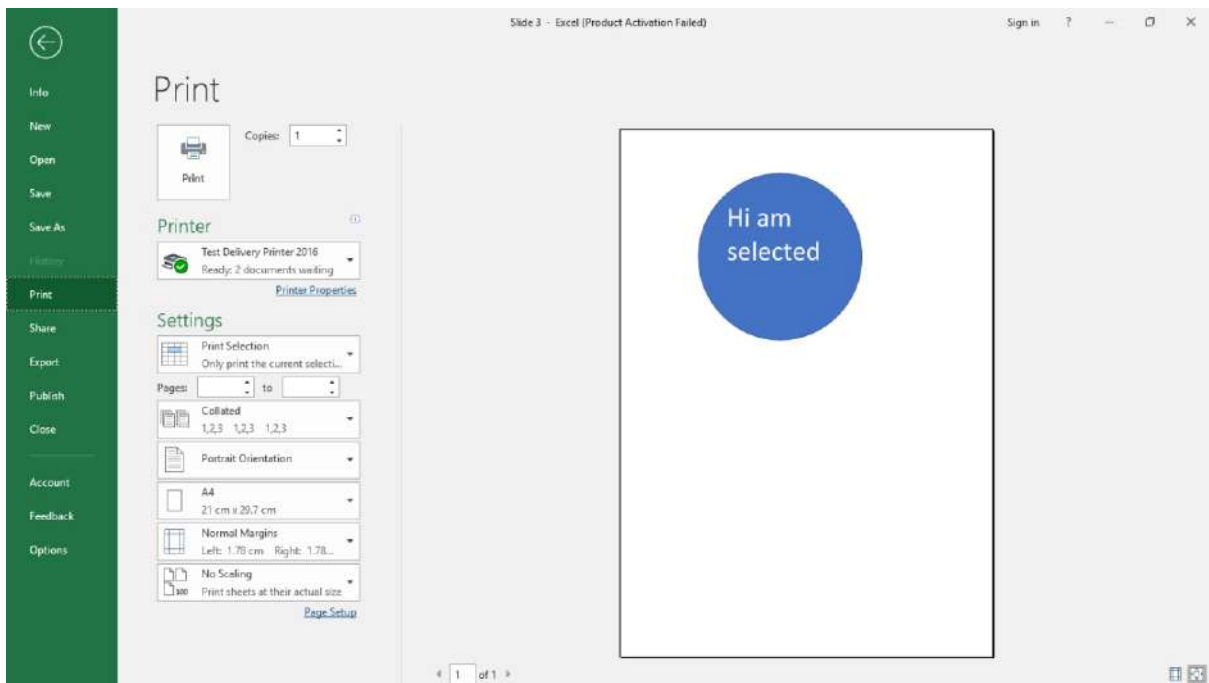 Slide 3 - Excel (Product Activation Failed)
Sign in
?
Info
New
Open
Save
Save As
History
Print
Share
Export
Publish
Close
Account
Feedback
Options
Print
Copies: 1
Print
Printer
Test Delivery Printer 2016
Ready: 2 documents waiting
Printer Properties
Settings
Print Selection
Only print the current selecti...
Pages: to
Collated
1,2,3 1,2,3 1,2,3
Portrait Orientation
A4
21 cm x 29.7 cm
Normal Margins
Left: 1.78 cm Right: 1.78...
No Scaling
100 Print sheets at their actual size
Page Setup
Hi am
selected
1 of 1